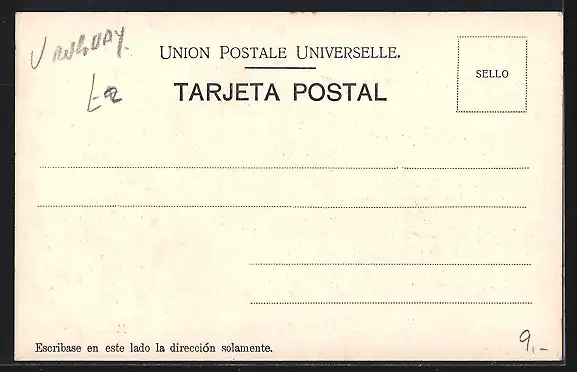 Uruguay.
UNION POSTALE UNIVERSELLE.
SELLO
TARJETA POSTAL
Escribase en este lado la dirección solamente.
9.-